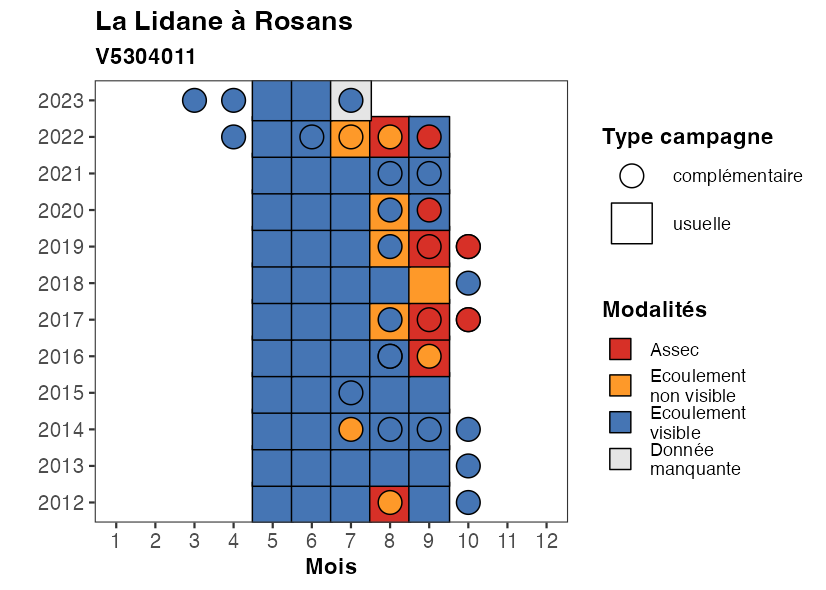 La Lidane à Rosans
V5304011
2023
2022
2021
2020
2019
2018
2017
2016
2015
2014
2013
2012
1 2 3 4 5 6 7 8 9 10 11 12
Mois
Type campagne
complémentaire
usuelle
Modalités
Assec
Ecoulement
non visible
Ecoulement
visible
Donnée
manquante